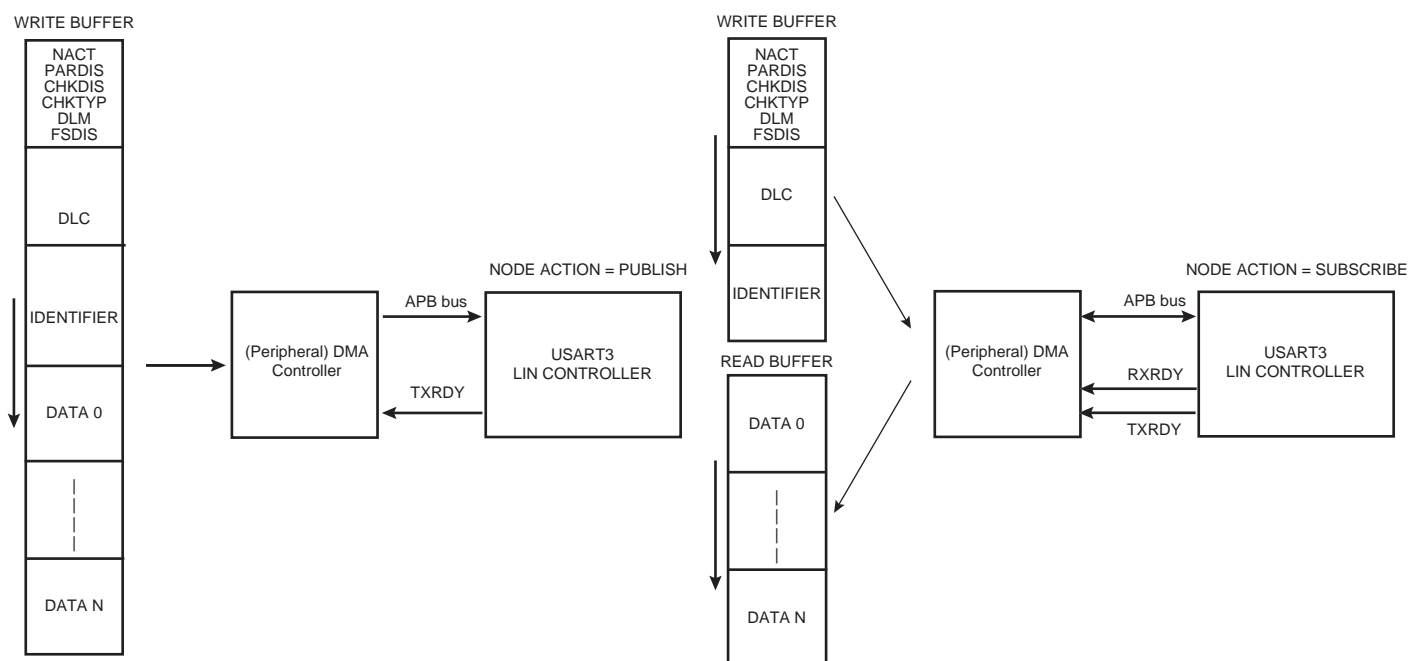 WRITE BUFFER
NACT
PARDIS
CHKDIS
CHKTYP
DLM
FSDIS
DLC
IDENTIFIER
DATA 0
DATA N
(Peripheral) DMA
Controller
APB bus
TXRDY
NODE ACTION = PUBLISH
USART3
LIN CONTROLLER
WRITE BUFFER
NACT
PARDIS
CHKDIS
CHKTYP
DLM
FSDIS
DLC
IDENTIFIER
READ BUFFER
DATA 0
DATA N
(Peripheral) DMA
Controller
APB bus
RXRDY
TXRDY
NODE ACTION = SUBSCRIBE
USART3
LIN CONTROLLER